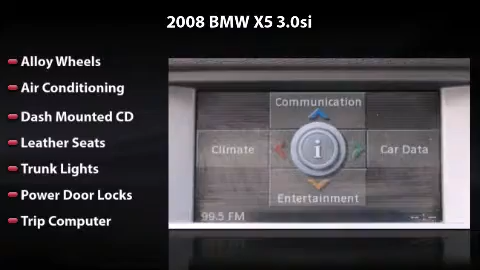 2008 BMW X5 3.0si
Alloy Wheels
Air Conditioning
Dash Mounted CD
Leather Seats
Trunk Lights
Power Door Locks
Trip Computer
Communication
Climate
i
Car Data
Entertainment
99.5 FM
-- 1 --